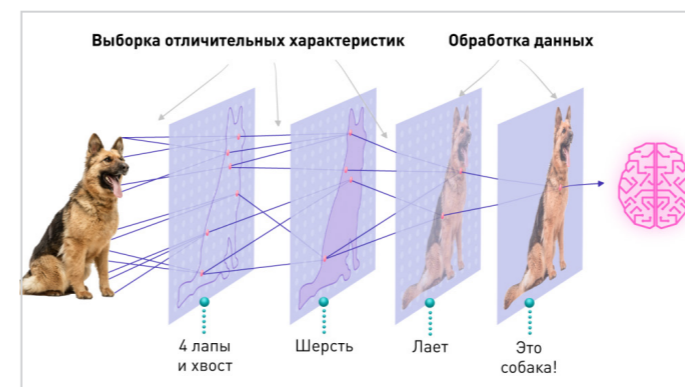 Выборка отличительных характеристик
Обработка данных
4 лапы
и хвост
Шерсть
Лает
Это
собака!